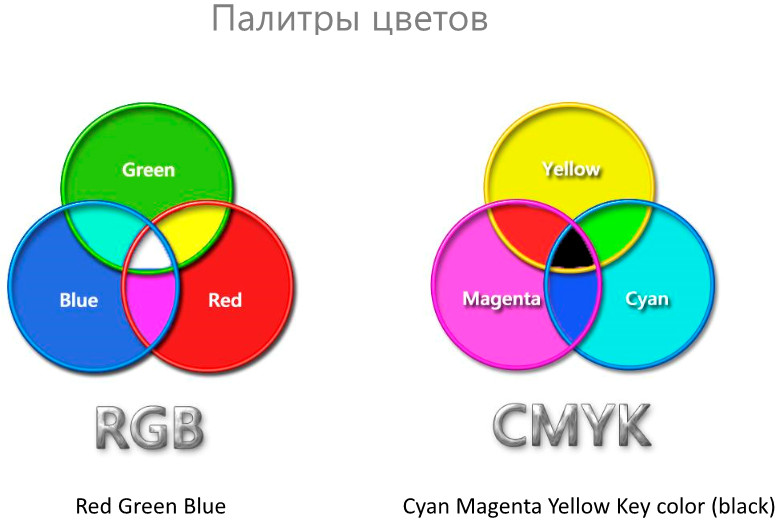 Палитры цветов
Green
Blue
Red
RGB
Red Green Blue
Yellow
Magenta
Cyan
CMYK
Cyan Magenta Yellow Key color (black)